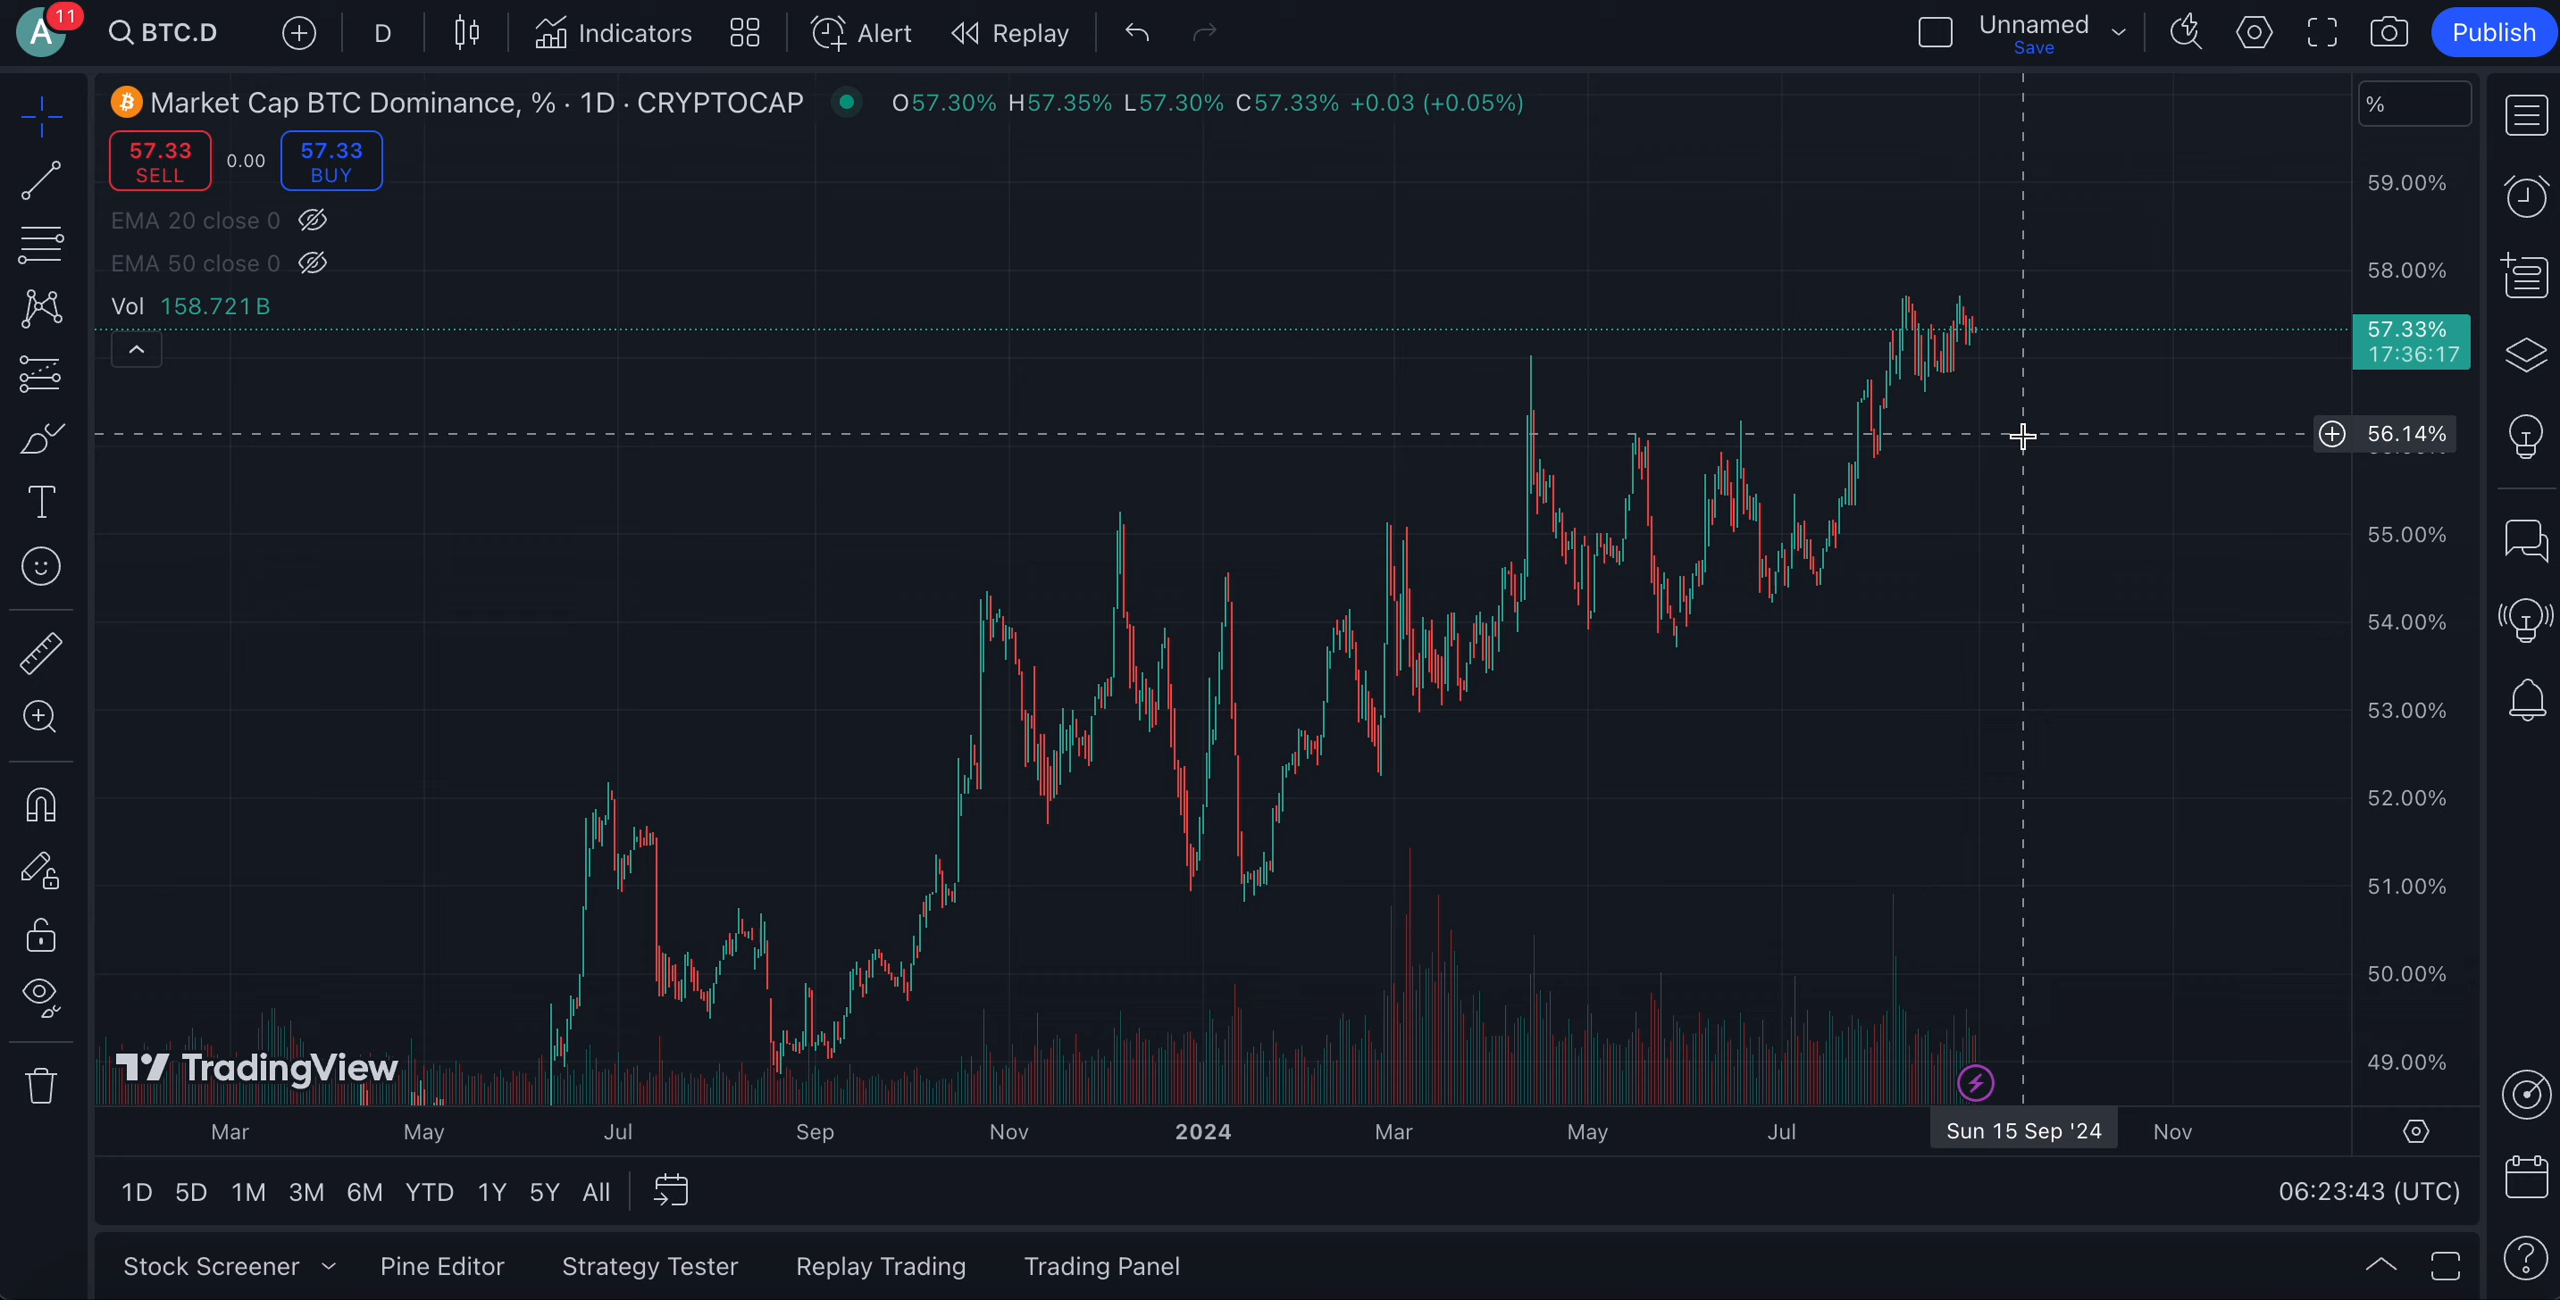 A
11
BTC.D
D
Indicators
Alert
Replay
Unnamed
Save
Publish
Market Cap BTC Dominance, % · 1D · CRYPTOCAP
O57.30% H57.35% L57.30% C57.33% +0.03 (+0.05%)
%
57.33
SELL
0.00
57.33
BUY
EMA 20 close 0
EMA 50 close 0
Vol 158.721B
59.00%
58.00%
57.33%
17:36:17
56.14%
55.00%
54.00%
53.00%
52.00%
51.00%
50.00%
49.00%
TradingView
Mar
May
Jul
Sep
Nov
2024
Mar
May
Jul
Sun 15 Sep '24
Nov
1D 5D 1M 3M 6M YTD 1Y 5Y All
06:23:43 (UTC)
Stock Screener
Pine Editor
Strategy Tester
Replay Trading
Trading Panel